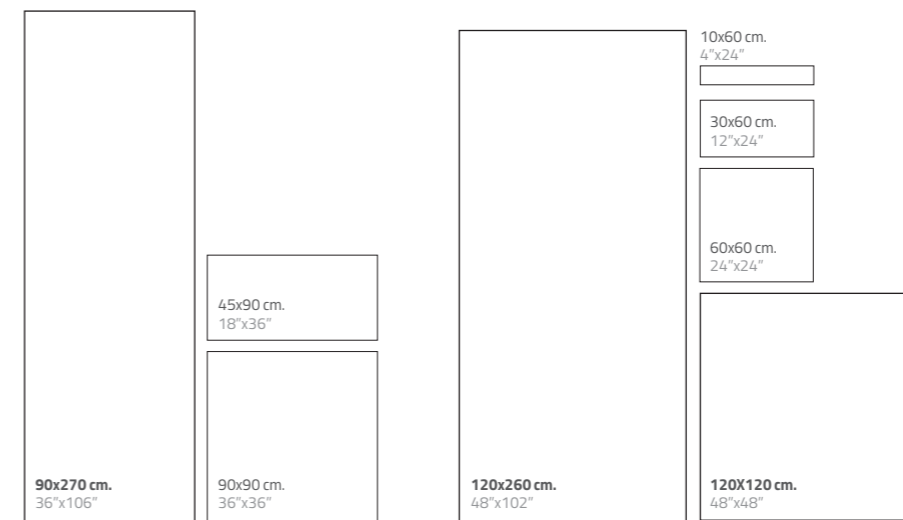 10x60 cm.
4”x24”
30x60 cm.
12”x24”
60x60 cm.
24”x24”
45x90 cm.
18”x36”
90x270 cm.
36”x106”
90x90 cm.
36”x36”
120x260 cm.
48”x102”
120X120 cm.
48”x48”